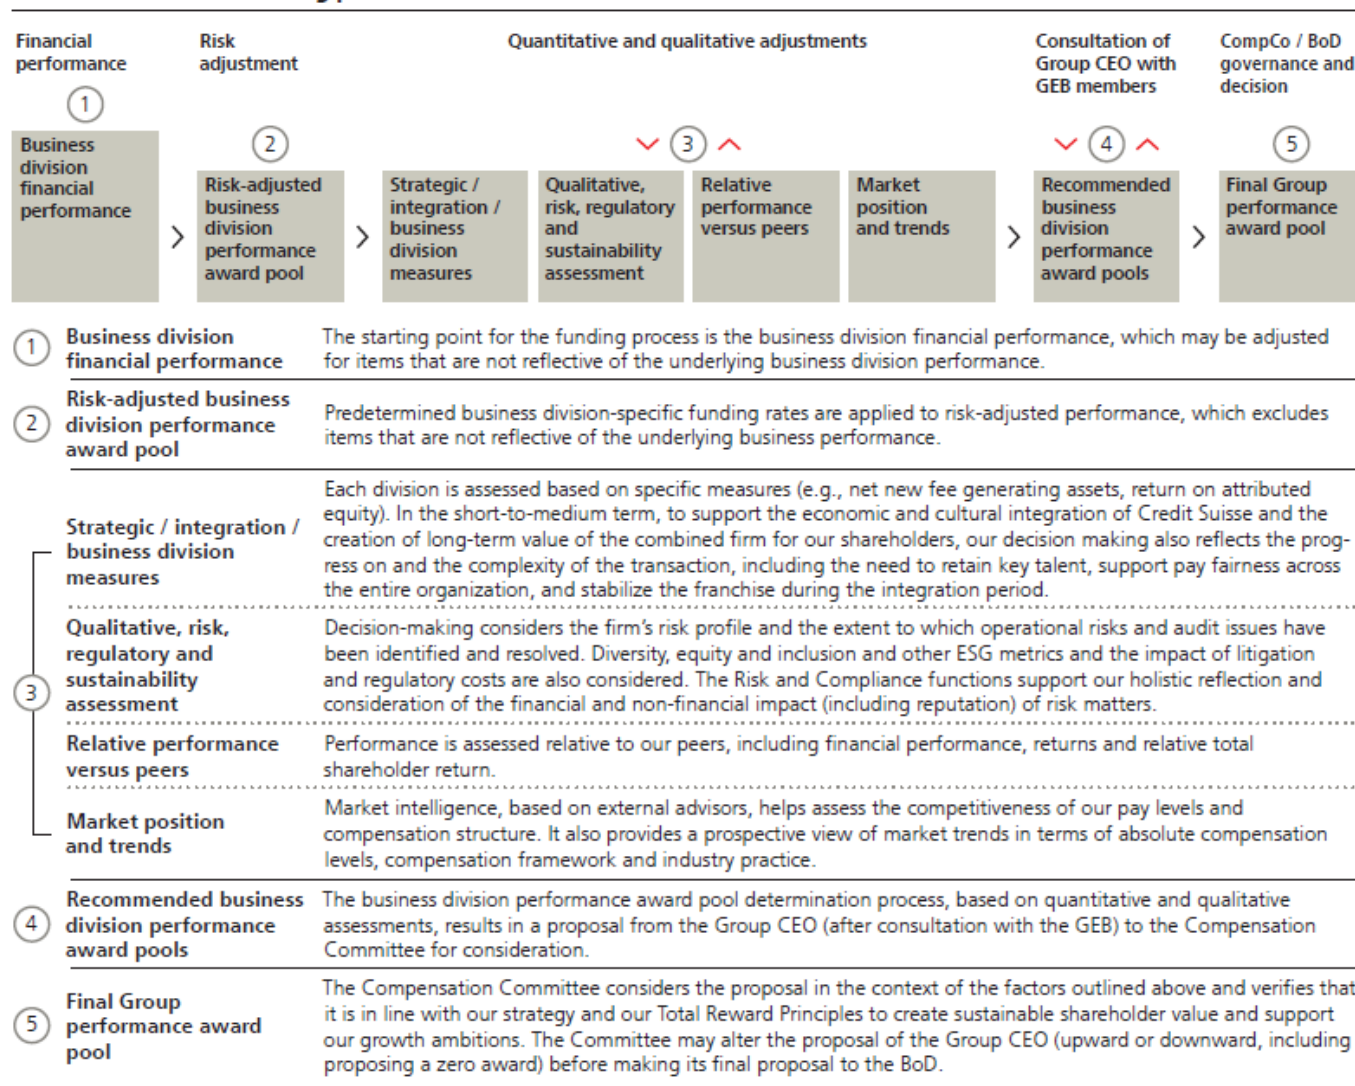 Financial
performance
Risk
adjustment
Quantitative and qualitative adjustments
Consultation of
Group CEO with
GEB members
CompCo / BoD
governance and
decision
1
2
3
4
5
Business
division
financial
performance
Risk-adjusted
business
division
performance
award pool
Strategic /
integration /
business
division
measures
Qualitative,
risk, regulatory
and
sustainability
assessment
Relative
performance
versus peers
Market
position
and trends
Recommended
business
division
performance
award pools
Final Group
performance
award pool
1
Business division
financial performance
The starting point for the funding process is the business division financial performance, which may be adjusted
for items that are not reflective of the underlying business division performance.
2
Risk-adjusted business
division performance
award pool
Predetermined business division-specific funding rates are applied to risk-adjusted performance, which excludes
items that are not reflective of the underlying business performance.
3
Strategic / integration /
business division
measures
Each division is assessed based on specific measures (e.g., net new fee generating assets, return on attributed
equity). In the short-to-medium term, to support the economic and cultural integration of Credit Suisse and the
creation of long-term value of the combined firm for our shareholders, our decision making also reflects the prog-
ress on and the complexity of the transaction, including the need to retain key talent, support pay fairness across
the entire organization, and stabilize the franchise during the integration period.
Qualitative, risk,
regulatory and
sustainability
assessment
Decision-making considers the firm's risk profile and the extent to which operational risks and audit issues have
been identified and resolved. Diversity, equity and inclusion and other ESG metrics and the impact of litigation
and regulatory costs are also considered. The Risk and Compliance functions support our holistic reflection and
consideration of the financial and non-financial impact (including reputation) of risk matters.
Relative performance
versus peers
Performance is assessed relative to our peers, including financial performance, returns and relative total
shareholder return.
Market position
and trends
Market intelligence, based on external advisors, helps assess the competitiveness of our pay levels and
compensation structure. It also provides a prospective view of market trends in terms of absolute compensation
levels, compensation framework and industry practice.
4
Recommended business
division performance
award pools
The business division performance award pool determination process, based on quantitative and qualitative
assessments, results in a proposal from the Group CEO (after consultation with the GEB) to the Compensation
Committee for consideration.
5
Final Group
performance award
pool
The Compensation Committee considers the proposal in the context of the factors outlined above and verifies that
it is in line with our strategy and our Total Reward Principles to create sustainable shareholder value and support
our growth ambitions. The Committee may alter the proposal of the Group CEO (upward or downward, including
proposing a zero award) before making its final proposal to the BoD.